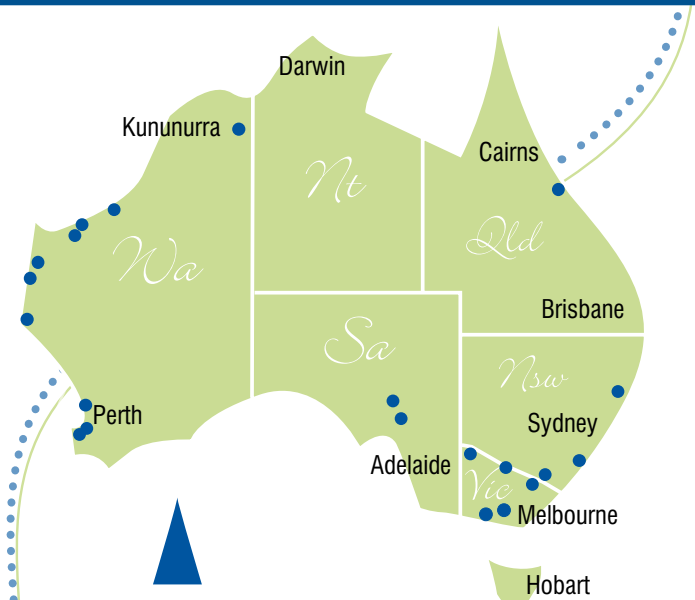 Darwin
Kununurra
Cairns
Nt
Qld
Wa
Brisbane
Sa
Nsw
Perth
Sydney
Adelaide
Vic
Melbourne
Hobart